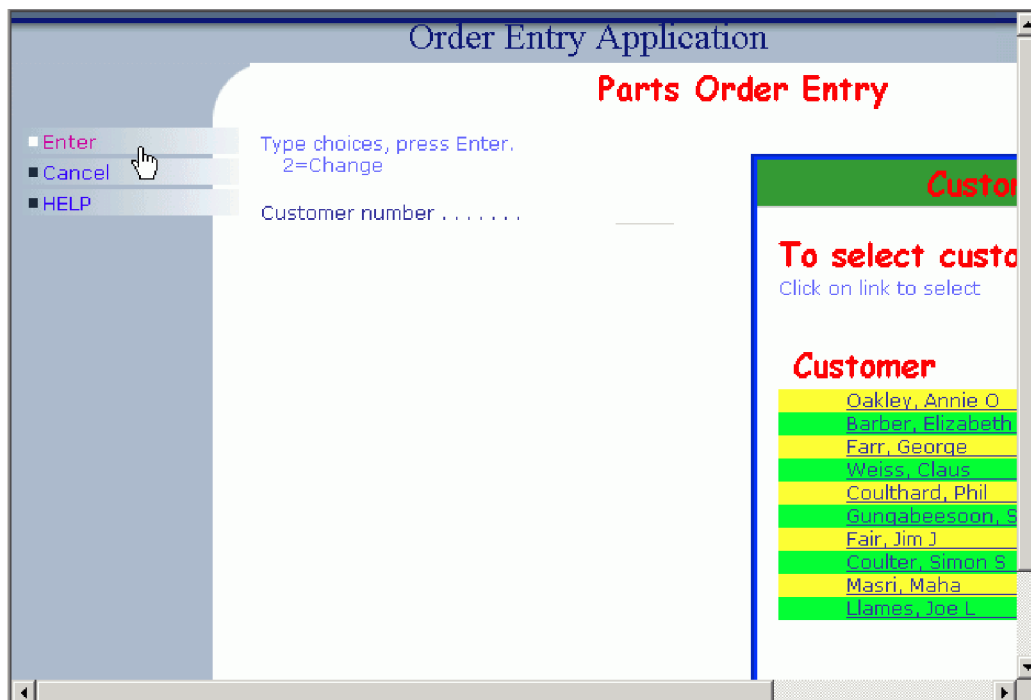 Order Entry Application
Parts Order Entry
Enter
Cancel
HELP
Type choices, press Enter.
2=Change
Customer number . . . . . . .
Custo
To select custo
Click on link to select
Customer
Oakley, Annie O
Barber, Elizabeth
Farr, George
Weiss, Claus
Coulthard, Phil
Gungabeesoon, S
Fair, Jim J
Coulter, Simon S
Masri, Maha
Llames, Joe L